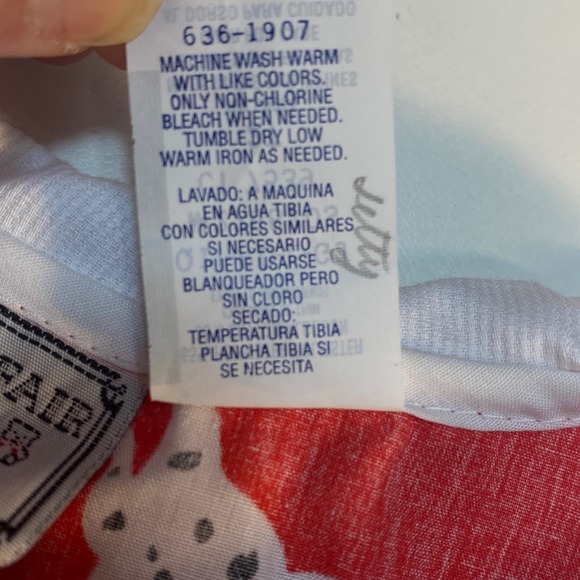 636-1907
MACHINE WASH WARM
WITH LIKE COLORS.
ONLY NON-CHLORINE
BLEACH WHEN NEEDED.
TUMBLE DRY LOW
WARM IRON AS NEEDED.
LAVADO: A MAQUINA
EN AGUA TIBIA
CON COLORES SIMILARES
SI NECESARIO
PUEDE USARSE
BLANQUEADOR PERO
SIN CLORO
SECADO:
TEMPERATURA TIBIA
PLANCHA TIBIA SI
SE NECESITA
FAIR